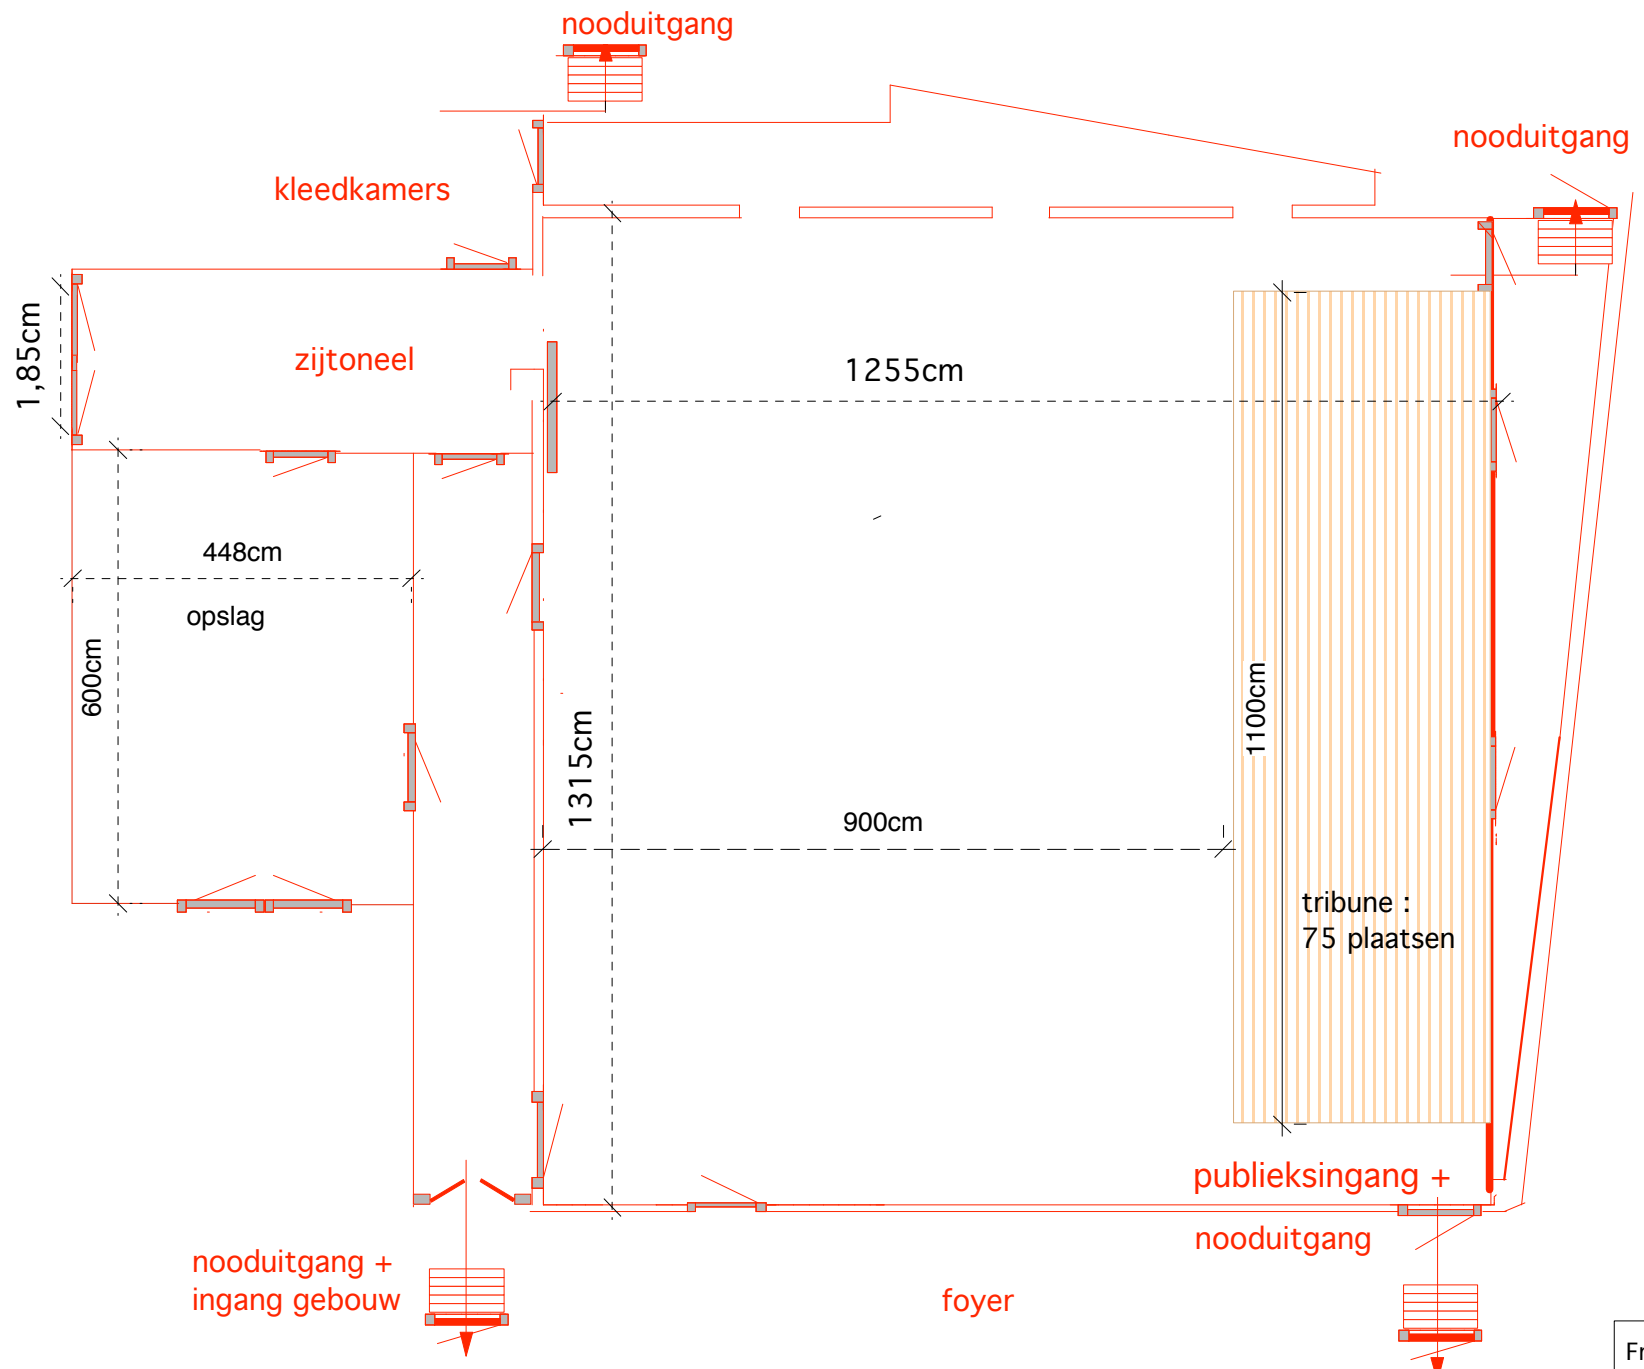 nooduitgang
nooduitgang
kleedkamers
zijtoneel
1,85cm
1255cm
448cm
opslag
600cm
1315cm
1100cm
900cm
tribune :
75 plaatsen
publieksingang +
nooduitgang
nooduitgang +
ingang gebouw
foyer